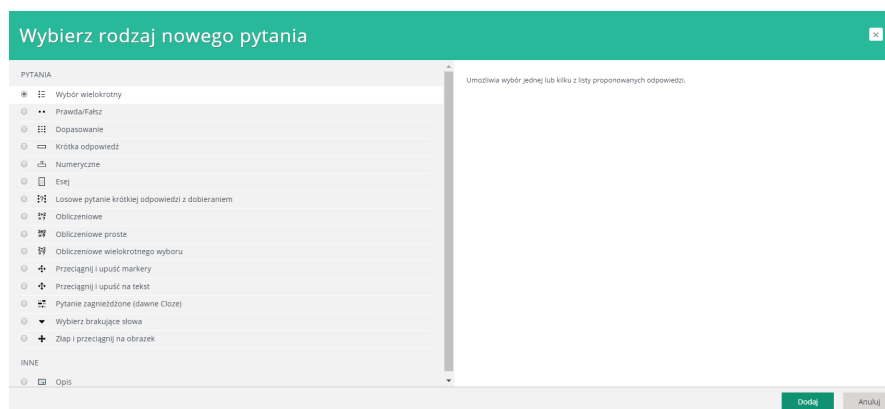 Wybierz rodzaj nowego pytania
PYTANIA
Wybór wielokrotny
Prawda/Fałsz
Dopasowanie
Krótka odpowiedź
Numeryczne
Esej
Losowe pytanie krótkiej odpowiedzi z dobieraniem
Obliczeniowe
Obliczeniowe proste
Obliczeniowe wielokrotnego wyboru
Przeciągnij i upuść markery
Przeciągnij i upuść na tekst
Pytanie zagnieżdżone (dawne Cloze)
Wybierz brakujące słowa
Złap i przeciągnij na obrazek
INNE
Opis
Umożliwia wybór jednej lub kilku z listy proponowanych odpowiedzi.
Dodaj
Anuluj